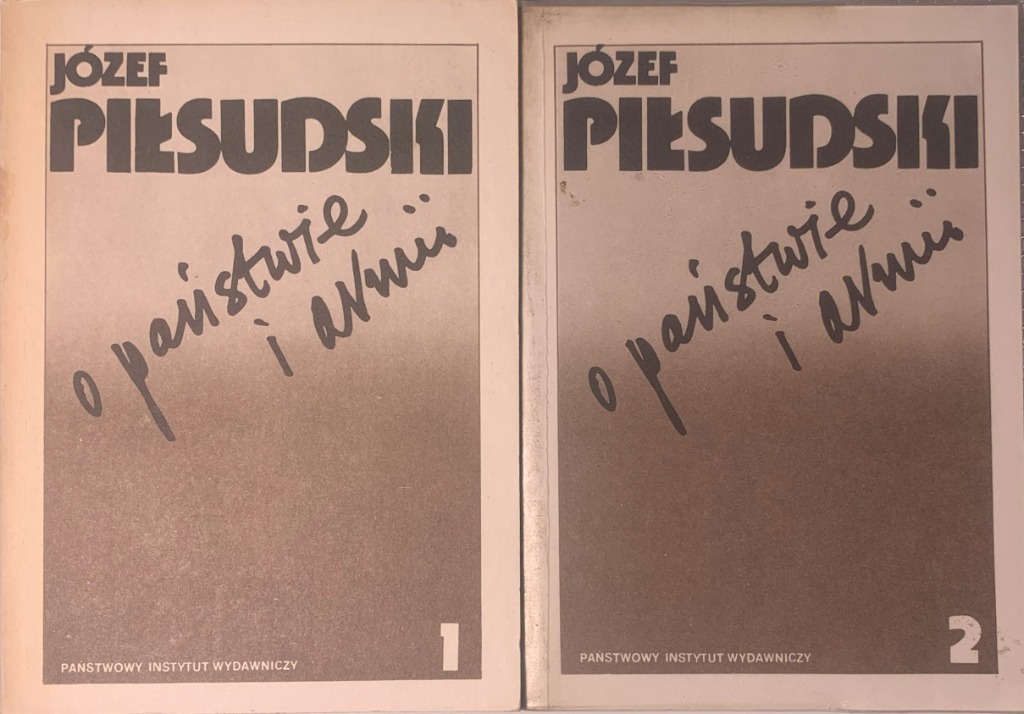 JÓZEF
PIŁSUDSKI
o państwie
i armii
1
PAŃSTWOWY INSTYTUT WYDAWNICZY
JÓZEF
PIŁSUDSKI
o państwie
i armii
2
PAŃSTWOWY INSTYTUT WYDAWNICZY